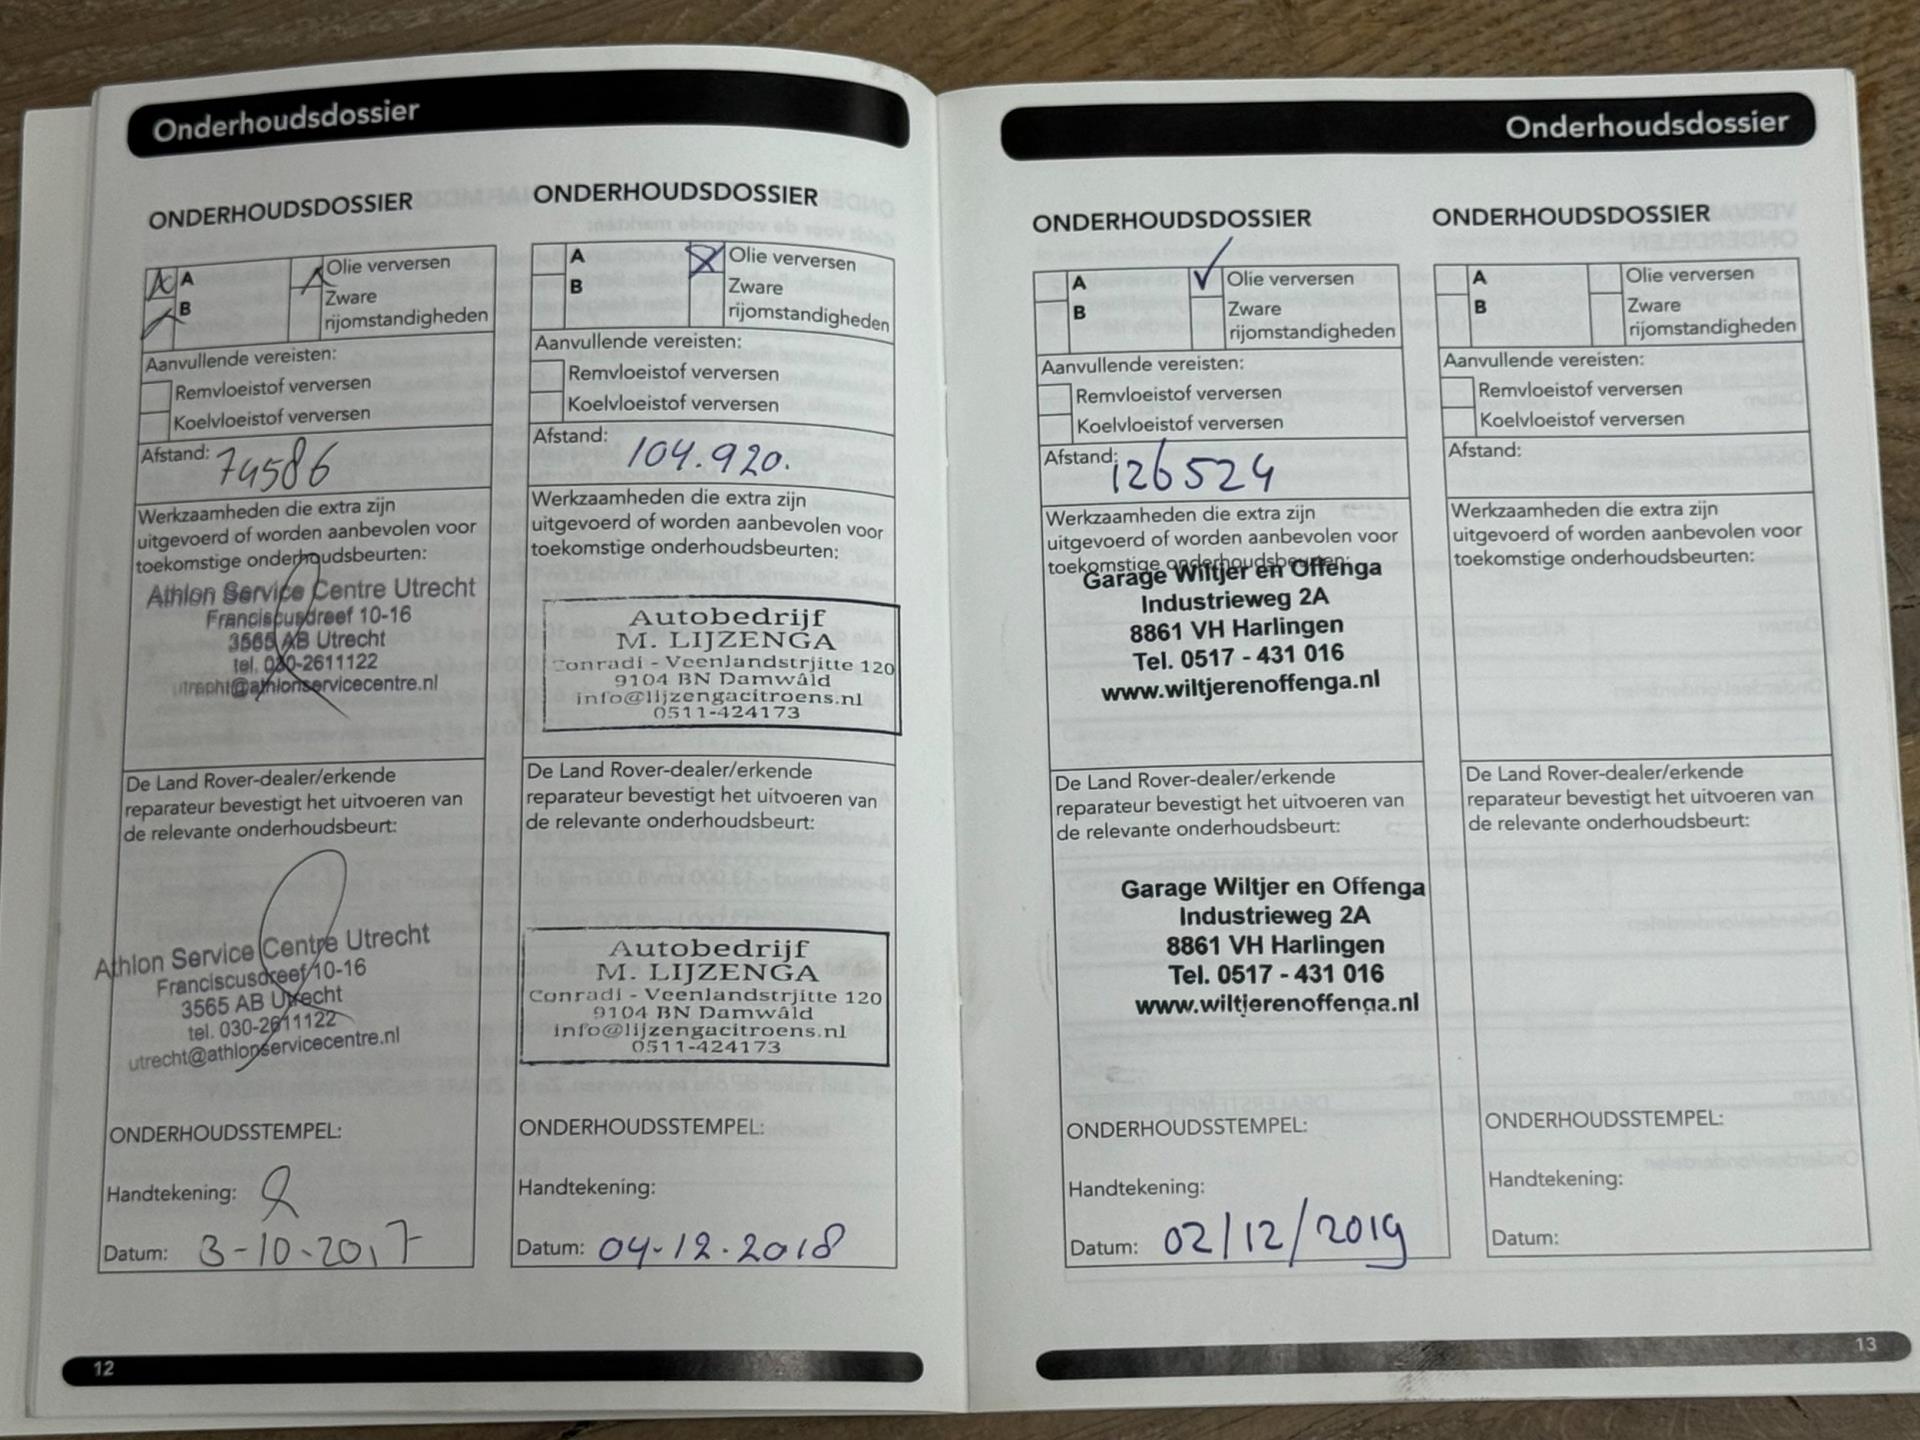 Onderhoudsdossier
ONDERHOUDSDOSSIER
A
B
Olie verversen
Zware
rijomstandigheden
Aanvullende vereisten:
Remvloeistof verversen
Koelvloeistof verversen
Afstand: 74586
Werkzaamheden die extra zijn
uitgevoerd of worden aanbevolen voor
toekomstige onderhoudsbeurten:
Athlon Service Centre Utrecht
Franciscusdreef 10-16
3565 AB Utrecht
tel. 030-2611122
utrecht@athlonservicecentre.nl
De Land Rover-dealer/erkende
reparateur bevestigt het uitvoeren van
de relevante onderhoudsbeurt:
Athlon Service Centre Utrecht
Franciscusdreef 10-16
3565 AB Utrecht
tel. 030-2611122
utrecht@athlonservicecentre.nl
ONDERHOUDSSTEMPEL:
Handtekening:
Datum: 3-10-2017
12
ONDERHOUDSDOSSIER
A
B
Olie verversen
Zware
rijomstandigheden
Aanvullende vereisten:
Remvloeistof verversen
Koelvloeistof verversen
Afstand: 104.920.
Werkzaamheden die extra zijn
uitgevoerd of worden aanbevolen voor
toekomstige onderhoudsbeurten:
Autobedrijf
M. LIJZENGA
Conradi - Veenlandstrjitte 120
9104 BN Damwâld
info@lijzengacitroens.nl
0511-424173
De Land Rover-dealer/erkende
reparateur bevestigt het uitvoeren van
de relevante onderhoudsbeurt:
Autobedrijf
M. LIJZENGA
Conradi - Veenlandstrjitte 120
9104 BN Damwâld
info@lijzengacitroens.nl
0511-424173
ONDERHOUDSSTEMPEL:
Handtekening:
Datum: 04-12-2018
Onderhoudsdossier
ONDERHOUDSDOSSIER
A
B
Olie verversen
Zware
rijomstandigheden
Aanvullende vereisten:
Remvloeistof verversen
Koelvloeistof verversen
Afstand: 126524
Werkzaamheden die extra zijn
uitgevoerd of worden aanbevolen voor
toekomstige onderhoudsbeurten:
Garage Wiltjer en Offenga
Industrieweg 2A
8861 VH Harlingen
Tel. 0517 - 431 016
www.wiltjerenoffenga.nl
De Land Rover-dealer/erkende
reparateur bevestigt het uitvoeren van
de relevante onderhoudsbeurt:
Garage Wiltjer en Offenga
Industrieweg 2A
8861 VH Harlingen
Tel. 0517 - 431 016
www.wiltjerenoffenga.nl
ONDERHOUDSSTEMPEL:
Handtekening:
Datum: 02/12/2019
ONDERHOUDSDOSSIER
A
B
Olie verversen
Zware
rijomstandigheden
Aanvullende vereisten:
Remvloeistof verversen
Koelvloeistof verversen
Afstand:
Werkzaamheden die extra zijn
uitgevoerd of worden aanbevolen voor
toekomstige onderhoudsbeurten:
De Land Rover-dealer/erkende
reparateur bevestigt het uitvoeren van
de relevante onderhoudsbeurt:
ONDERHOUDSSTEMPEL:
Handtekening:
Datum:
13